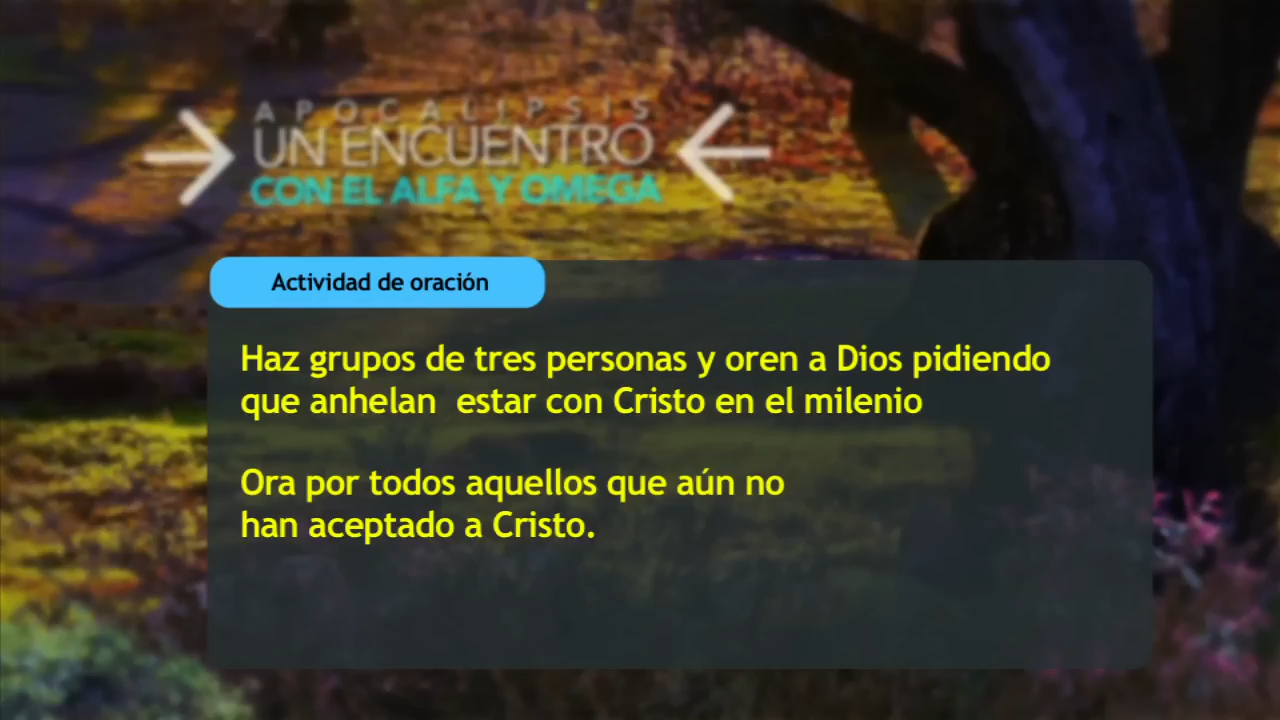 APOCALIPSIS
UN ENCUENTRO
CON EL ALFA Y OMEGA
Actividad de oración
Haz grupos de tres personas y oren a Dios pidiendo
que anhelan  estar con Cristo en el milenio
Ora por todos aquellos que aún no
han aceptado a Cristo.